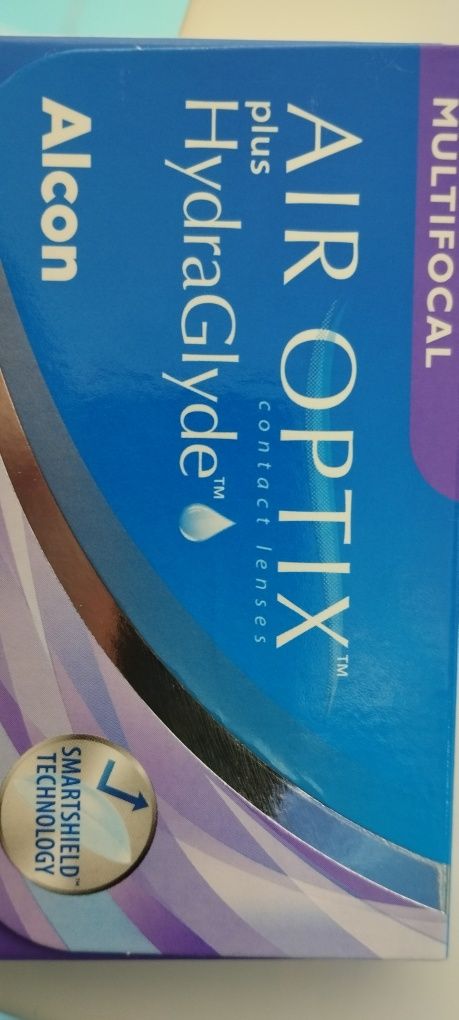 MULTIFOCAL
AIR OPTIX™
plus
contact lenses
HydraGlyde™
Alcon
SMARTSHIELD™
TECHNOLOGY